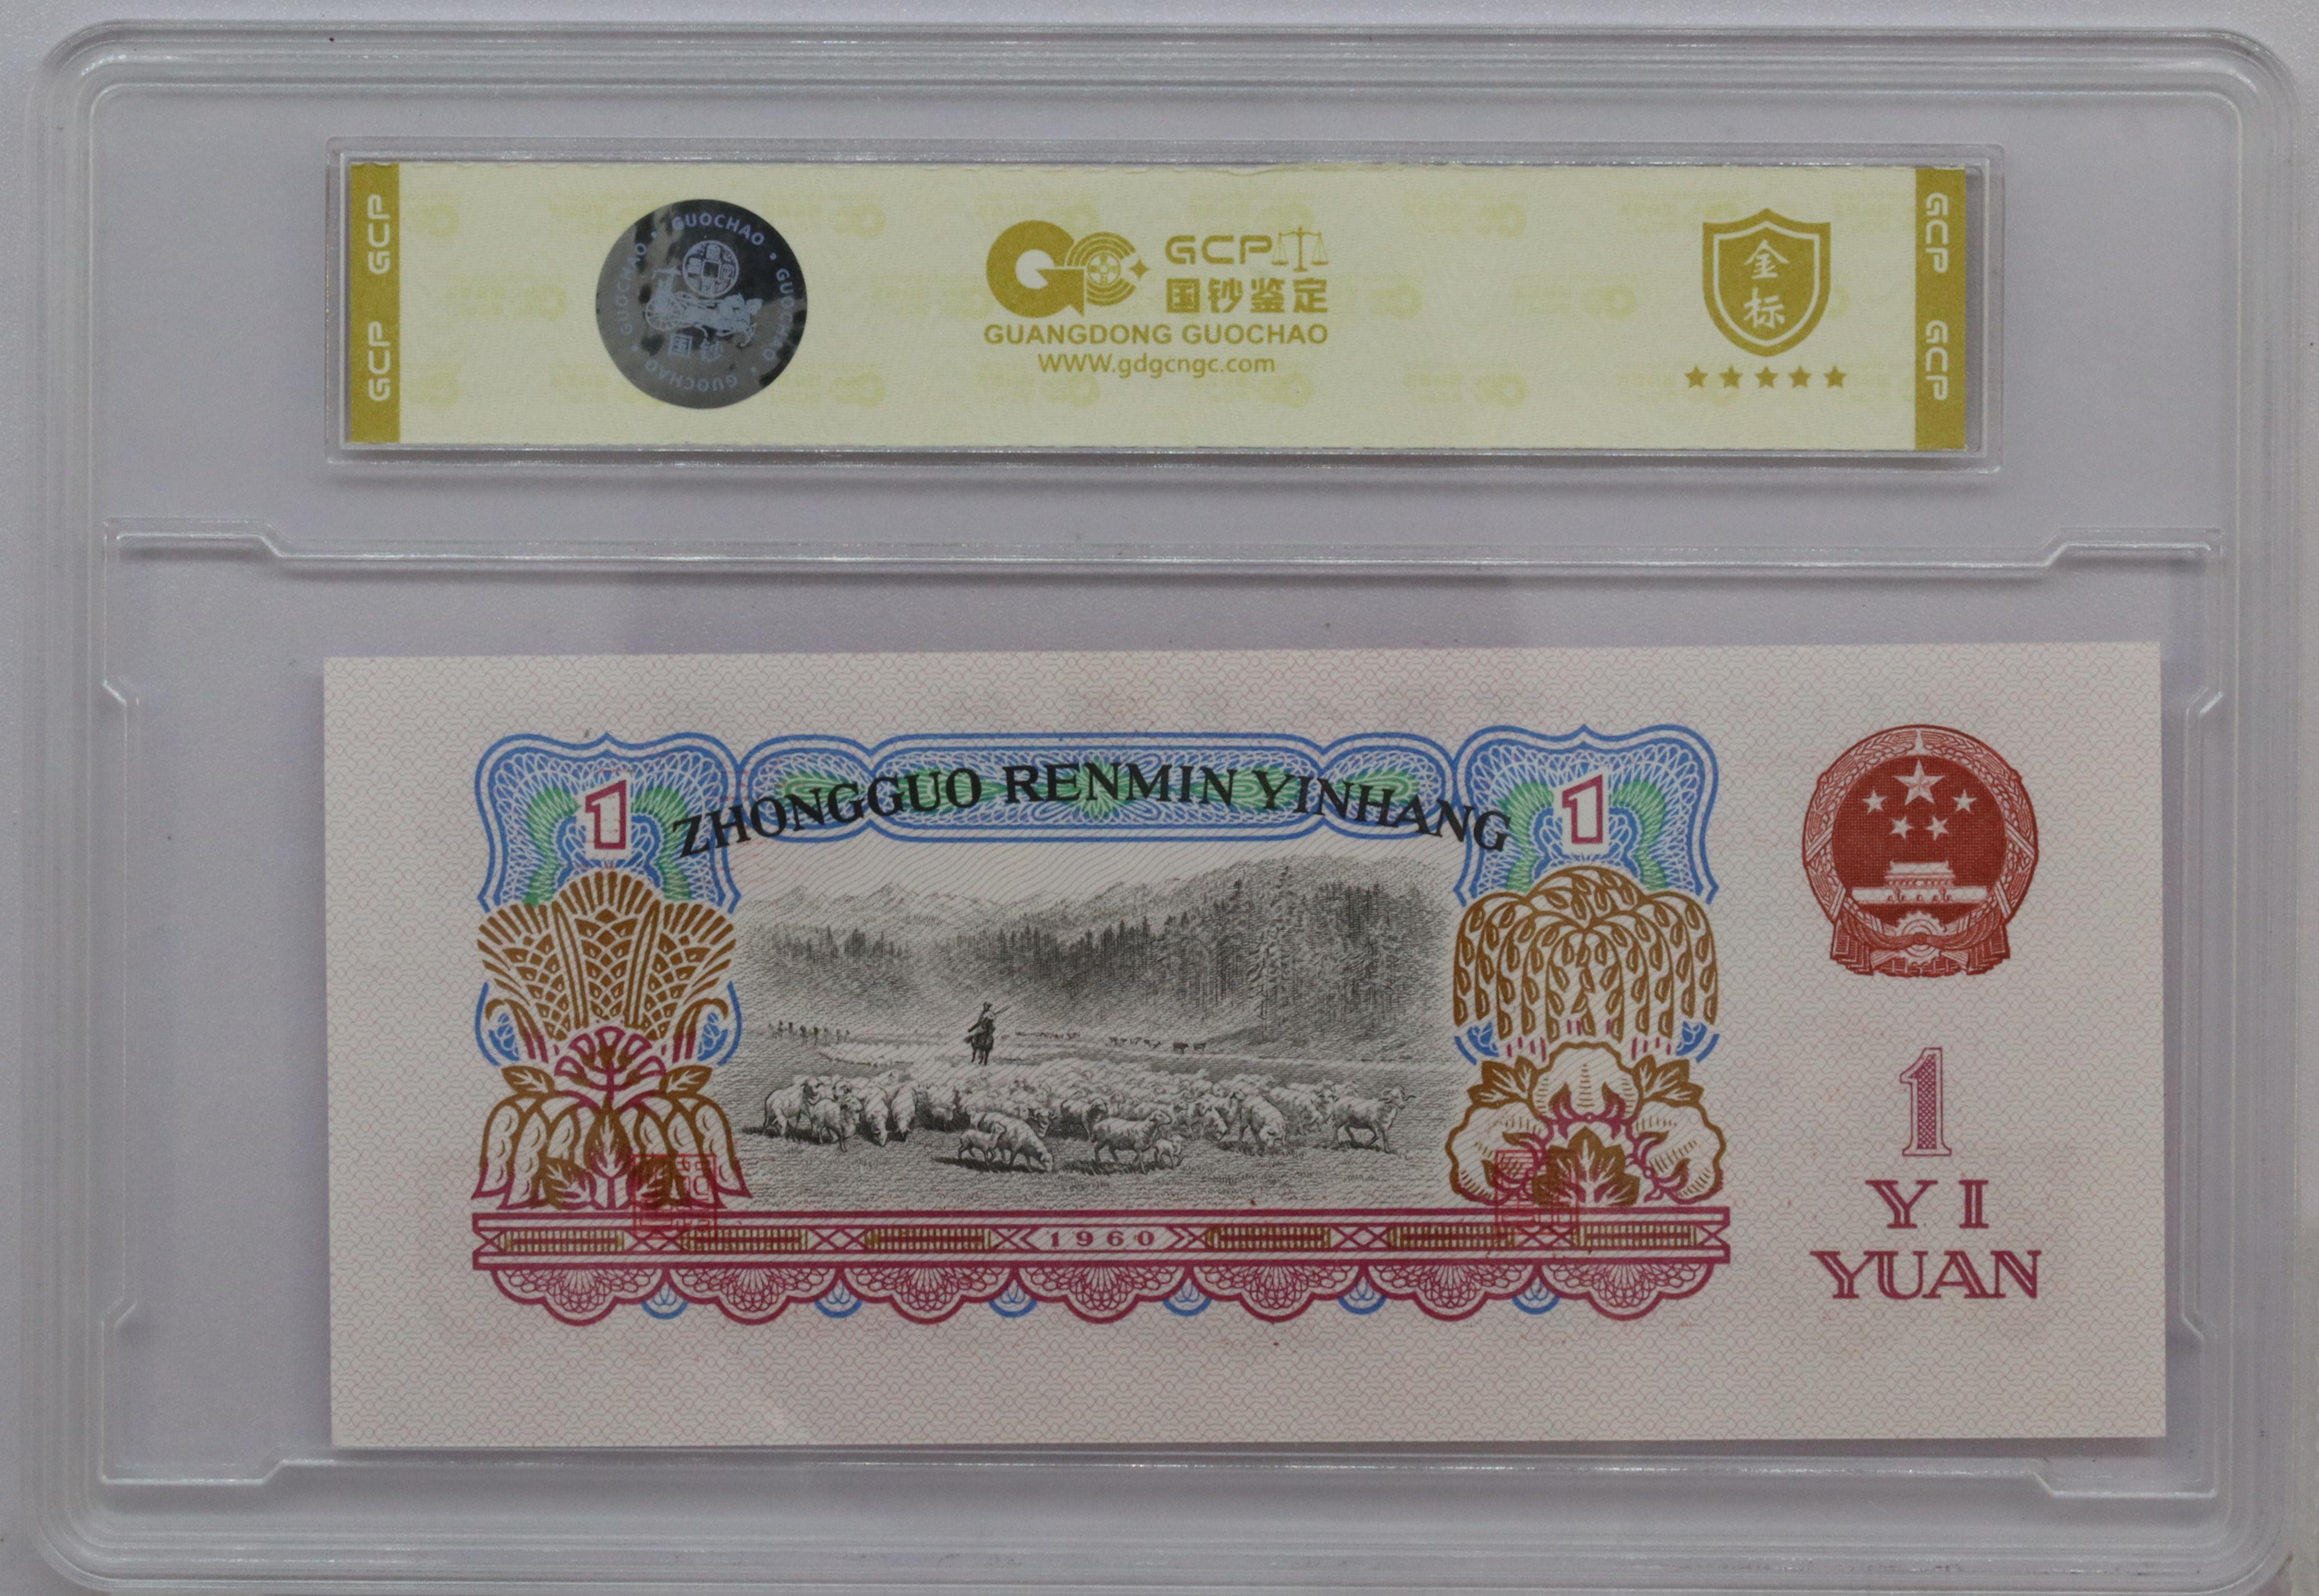 GCP GCP
GUOCHAO • GUOCHAO • GUOCHAO • GUOCHAO
国钞
GCP
国钞鉴定
GUANGDONG GUOCHAO
WWW.gdgcngc.com
金
标
GCP GCP
ZHONGGUO RENMIN YINHANG
1
1
1960
1
YI
YUAN